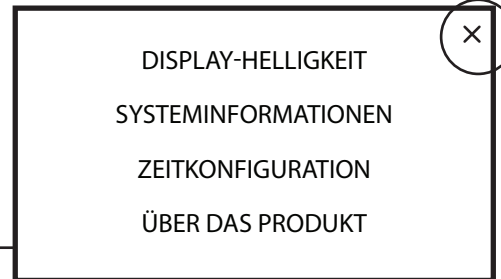 DISPLAY-HELLIGKEIT
SYSTEMINFORMATIONEN
ZEITKONFIGURATION
ÜBER DAS PRODUKT